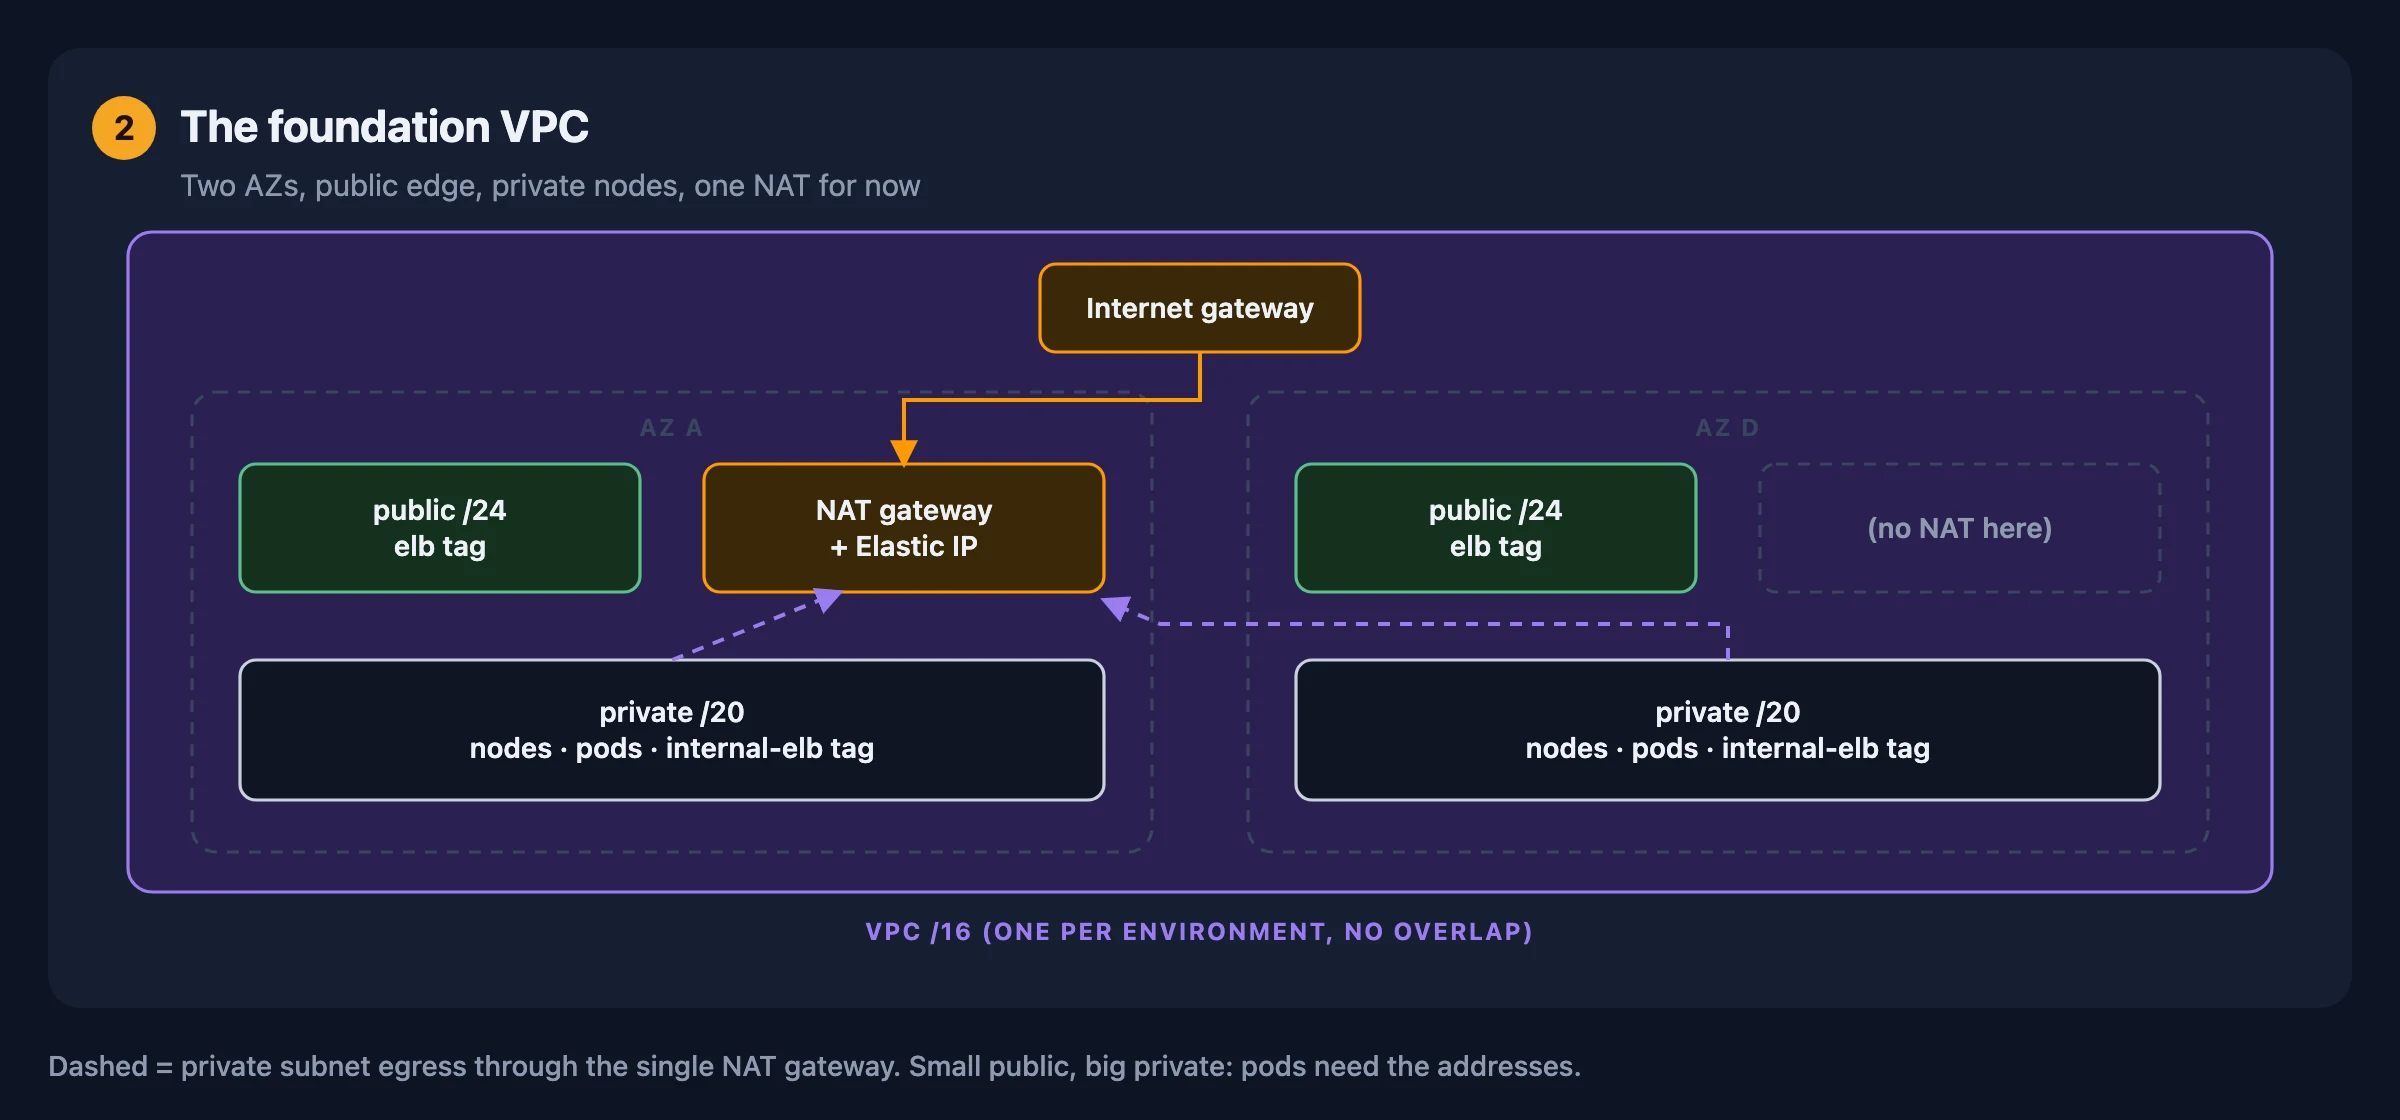 2
The foundation VPC
Two AZs, public edge, private nodes, one NAT for now
Internet gateway
AZ A
AZ D
public /24
elb tag
NAT gateway
+ Elastic IP
public /24
elb tag
(no NAT here)
private /20
nodes · pods · internal-elb tag
private /20
nodes · pods · internal-elb tag
VPC /16 (ONE PER ENVIRONMENT, NO OVERLAP)
Dashed = private subnet egress through the single NAT gateway. Small public, big private: pods need the addresses.